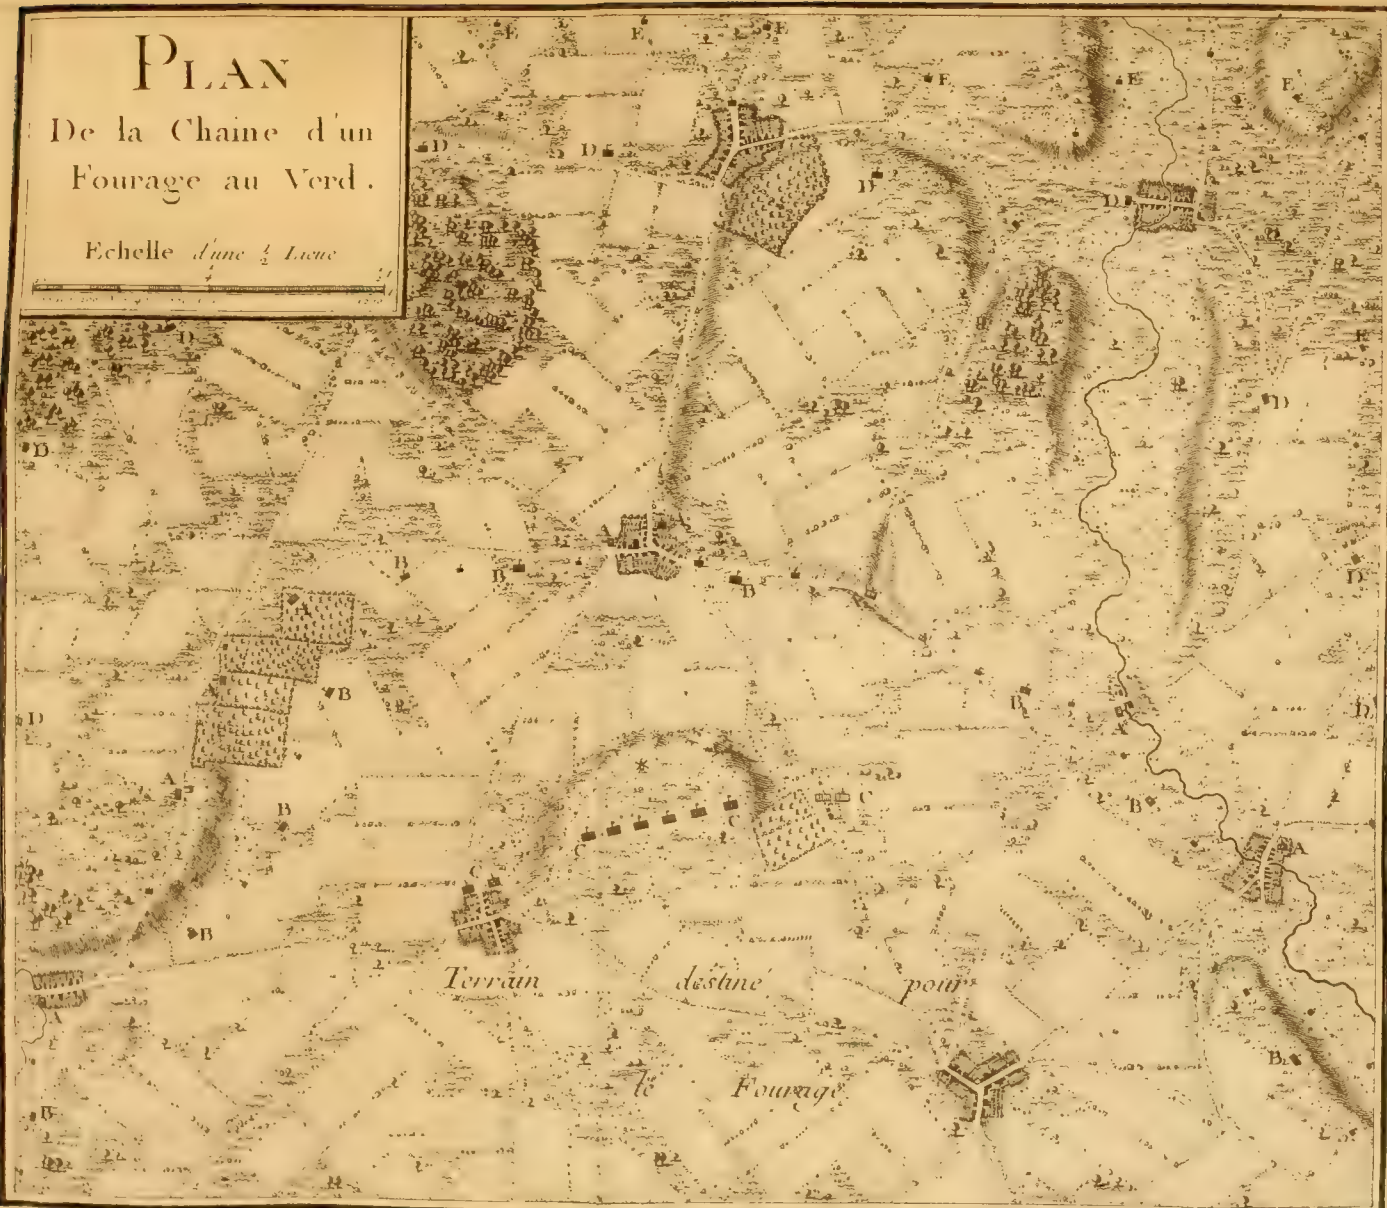 PLAN
De la Chaine d'un
Fourage au Verd.
Echelle d'une ½ Lieue
E E E
E E E
D D
D D
D
E
D
D
A A
B B B
D
A
B
D B A D
A B
B C C
C A
C
B
Terrain destiné pour
A
B
le Fourage
B